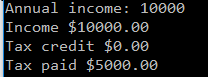 Annual income: 10000
Income $10000.00
Tax credit $0.00
Tax paid $5000.00